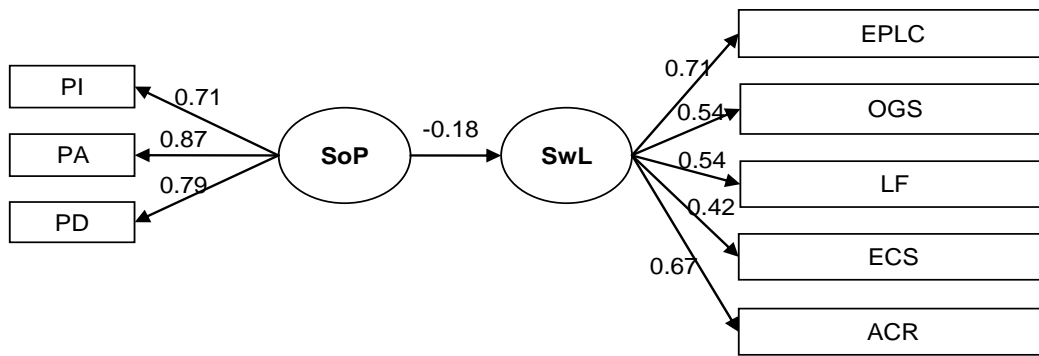 EPLC
0.71
PI
0.71
0.54
OGS
PA
0.87
SoP
-0.18
SwL
0.54
LF
0.79
PD
0.42
ECS
0.67
ACR